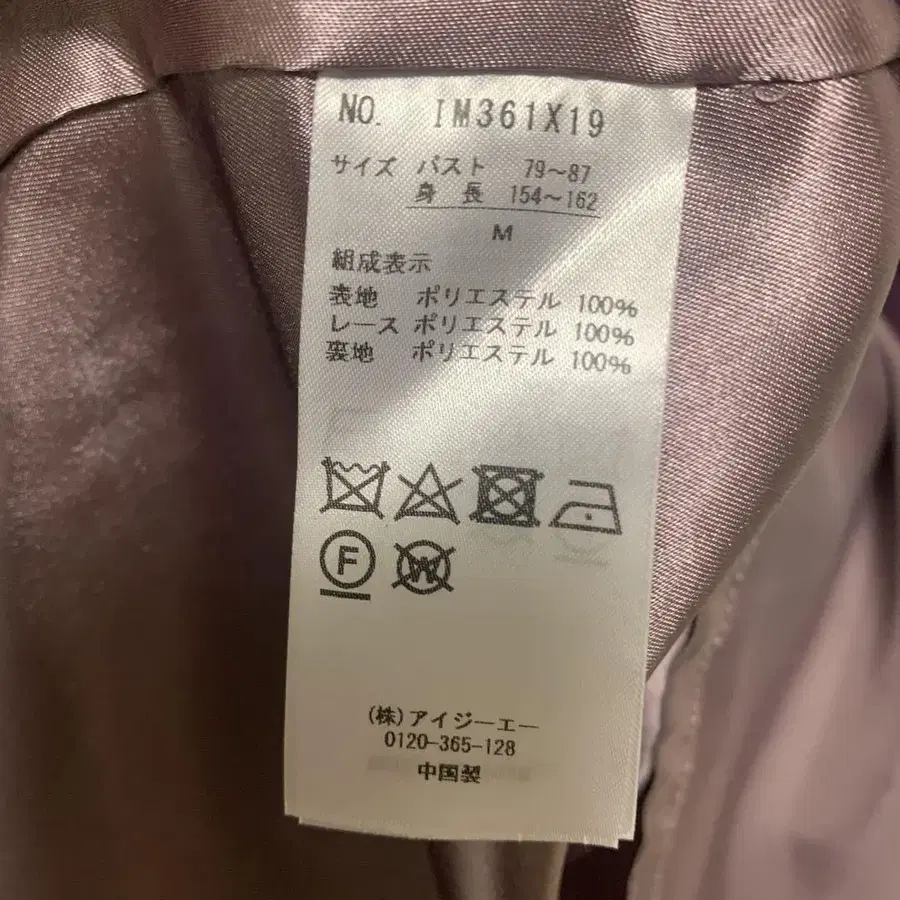 NO. IM361X19
サイズ バスト 79〜87
身長 154〜162
M
組成表示
表地 ポリエステル 100%
レース ポリエステル 100%
裏地 ポリエステル 100%
F W
(株)アイジーエー
0120-365-128
中国製